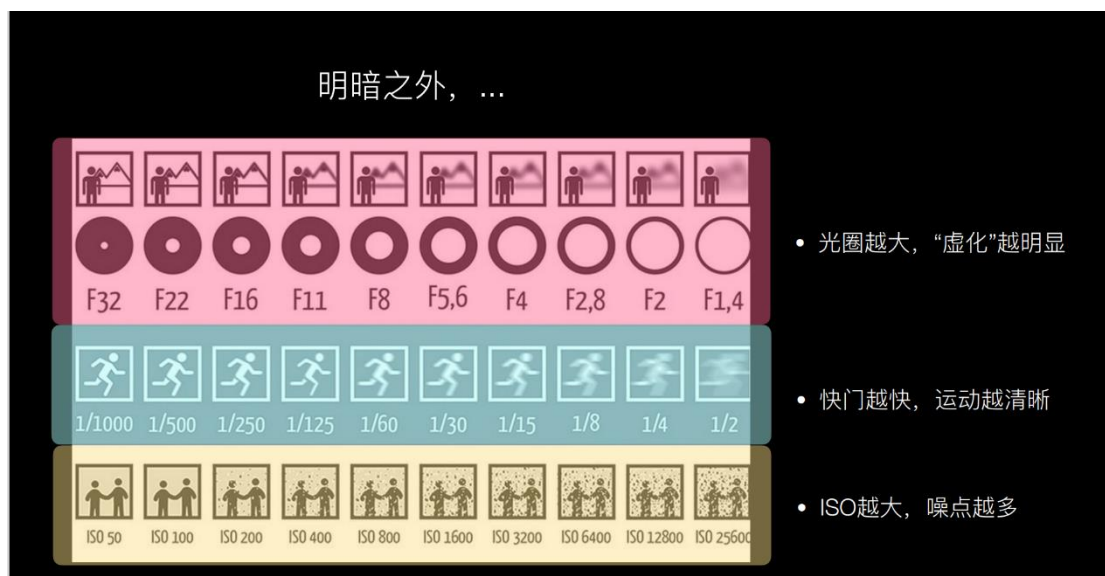 明暗之外，...
F32 F22 F16 F11 F8 F5,6 F4 F2,8 F2 F1,4
• 光圈越大，“虚化”越明显
1/1000 1/500 1/250 1/125 1/60 1/30 1/15 1/8 1/4 1/2
• 快门越快，运动越清晰
ISO 50 ISO 100 ISO 200 ISO 400 ISO 800 ISO 1600 ISO 3200 ISO 6400 ISO 12800 ISO 25600
• ISO越大，噪点越多